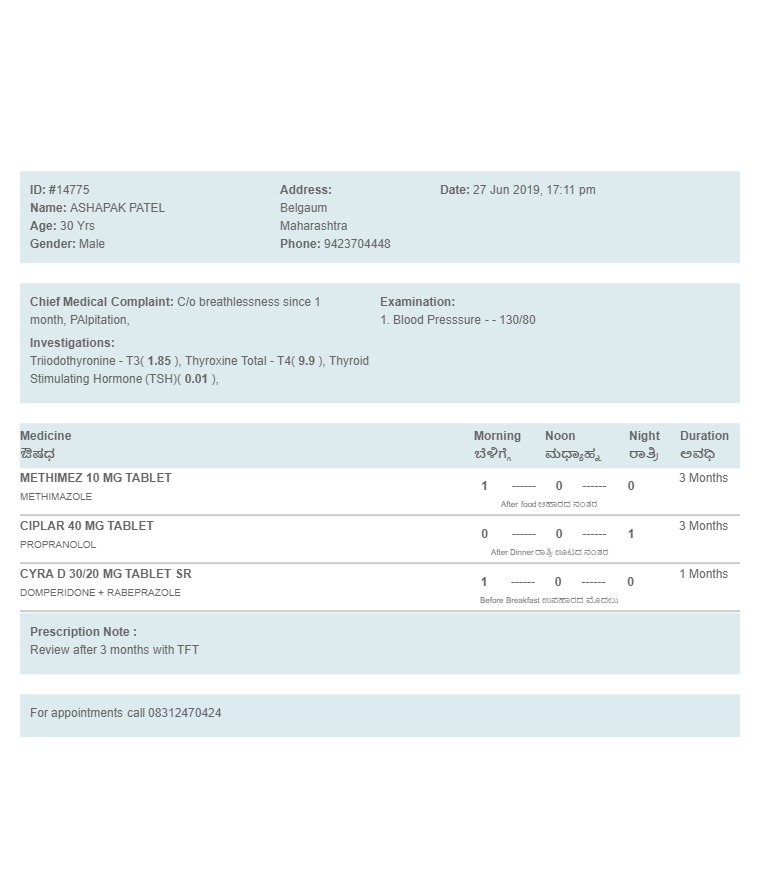 ID: #14775
Name: ASHAPAK PATEL
Age: 30 Yrs
Gender: Male
Address:
Belgaum
Maharashtra
Phone: 9423704448
Date: 27 Jun 2019, 17:11 pm
Chief Medical Complaint: C/o breathlessness since 1
month, PAlpitation,
Investigations:
Triiodothyronine - T3( 1.85 ), Thyroxine Total - T4( 9.9 ), Thyroid
Stimulating Hormone (TSH)( 0.01 ),
Examination:
1. Blood Presssure - - 130/80
Medicine Morning Noon Night Duration
ಔಷಧ ಬೆಳಿಗ್ಗೆ ಮಧ್ಯಾಹ್ನ ರಾತ್ರಿ ಅವಧಿ
METHIMEZ 10 MG TABLET 1 ------ 0 ------ 0 3 Months
METHIMAZOLE
After food ಆಹಾರದ ನಂತರ
CIPLAR 40 MG TABLET 0 ------ 0 ------ 1 3 Months
PROPRANOLOL
After Dinner ರಾತ್ರಿ ಊಟದ ನಂತರ
CYRA D 30/20 MG TABLET SR 1 ------ 0 ------ 0 1 Months
DOMPERIDONE + RABEPRAZOLE
Before Breakfast ಉಪಹಾರದ ಮೊದಲು
Prescription Note :
Review after 3 months with TFT
For appointments call 08312470424